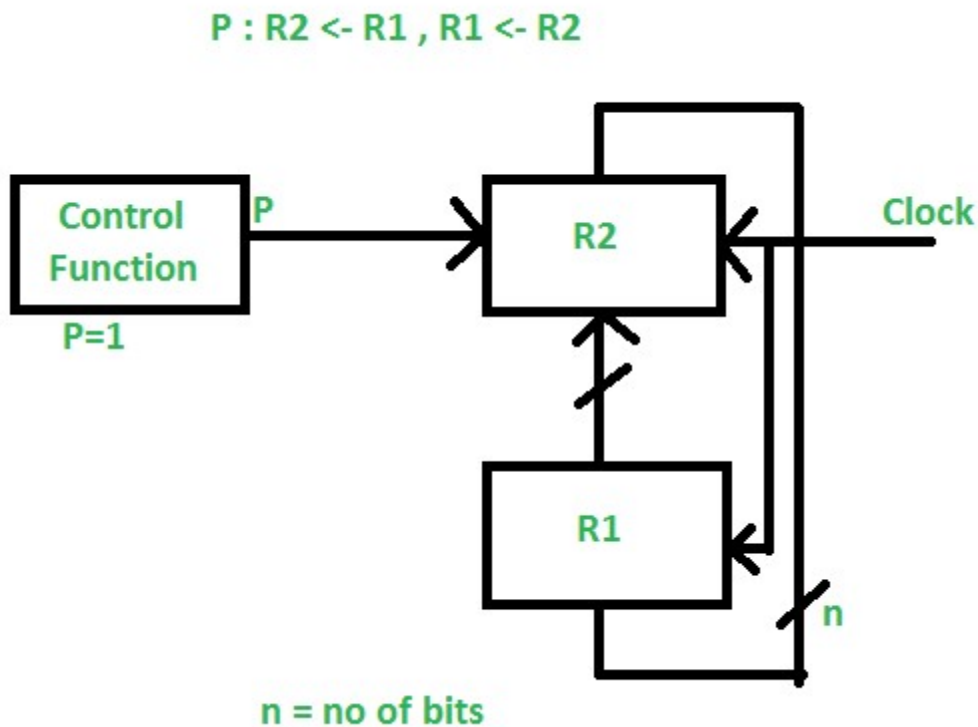 P : R2 <- R1 , R1 <- R2
Control
Function
P
R2
Clock
P=1
R1
n
n = no of bits